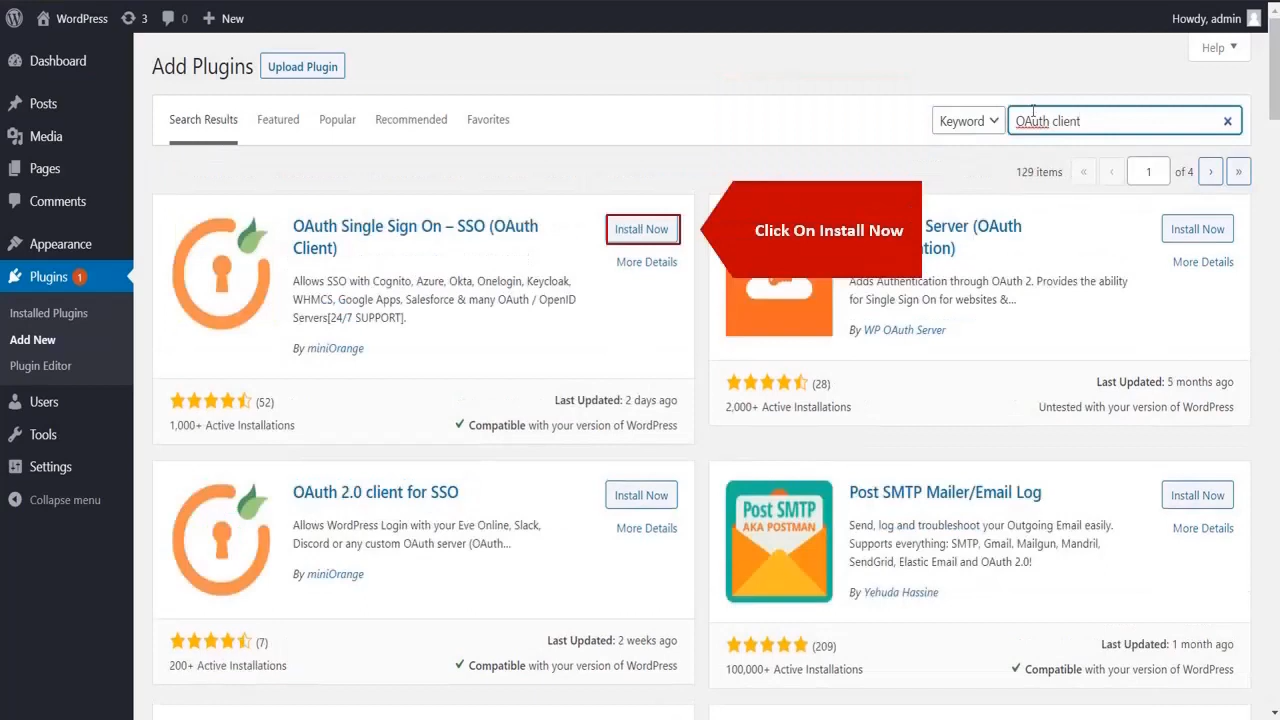 WordPress
3
0
New
Howdy, admin
Dashboard
Posts
Media
Pages
Comments
Appearance
Plugins 1
Installed Plugins
Add New
Plugin Editor
Users
Tools
Settings
Collapse menu
Add Plugins
Upload Plugin
Help
Search Results
Featured
Popular
Recommended
Favorites
Keyword
OAuth client
129 items
«
‹
1
of 4
›
»
OAuth Single Sign On – SSO (OAuth
Client)
Install Now
More Details
Allows SSO with Cognito, Azure, Okta, Onelogin, Keycloak,
WHMCS, Google Apps, Salesforce & many OAuth / OpenID
Servers[24/7 SUPPORT].
By miniOrange
(52)
1,000+ Active Installations
Last Updated: 2 days ago
Compatible with your version of WordPress
Click On Install Now
Server (OAuth
Install Now
More Details
Adds Authentication through OAuth 2. Provides the ability
for Single Sign On for websites &...
By WP OAuth Server
(28)
2,000+ Active Installations
Last Updated: 5 months ago
Untested with your version of WordPress
OAuth 2.0 client for SSO
Install Now
More Details
Allows WordPress Login with your Eve Online, Slack,
Discord or any custom OAuth server (OAuth...
By miniOrange
(7)
200+ Active Installations
Last Updated: 2 weeks ago
Compatible with your version of WordPress
Post SMTP
AKA POSTMAN
Post SMTP Mailer/Email Log
Install Now
More Details
Send, log and troubleshoot your Outgoing Email easily.
Supports everything: SMTP, Gmail, Mailgun, Mandril,
SendGrid, Elastic Email and OAuth 2.0!
By Yehuda Hassine
(209)
100,000+ Active Installations
Last Updated: 1 month ago
Compatible with your version of WordPress